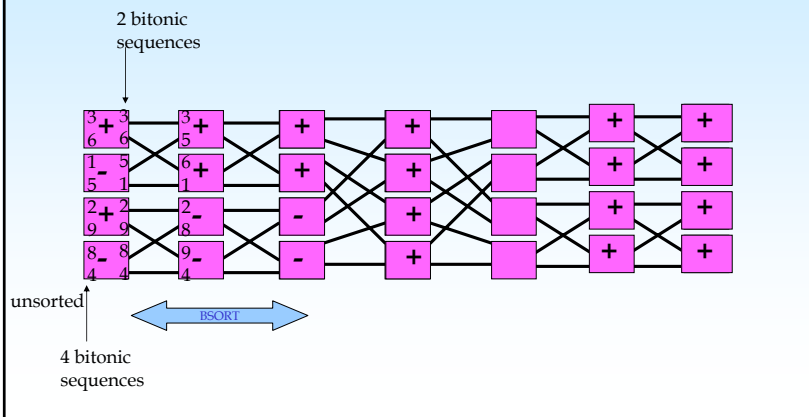 2 bitonic
sequences
3 + 3 3 + + + + +
6 6 5
1 - 5 6 + + + + +
5 1 1
2 + 2 2 - - + + +
9 9 8
8 - 8 9 - - + + +
4 4 4
unsorted
BSORT
4 bitonic
sequences